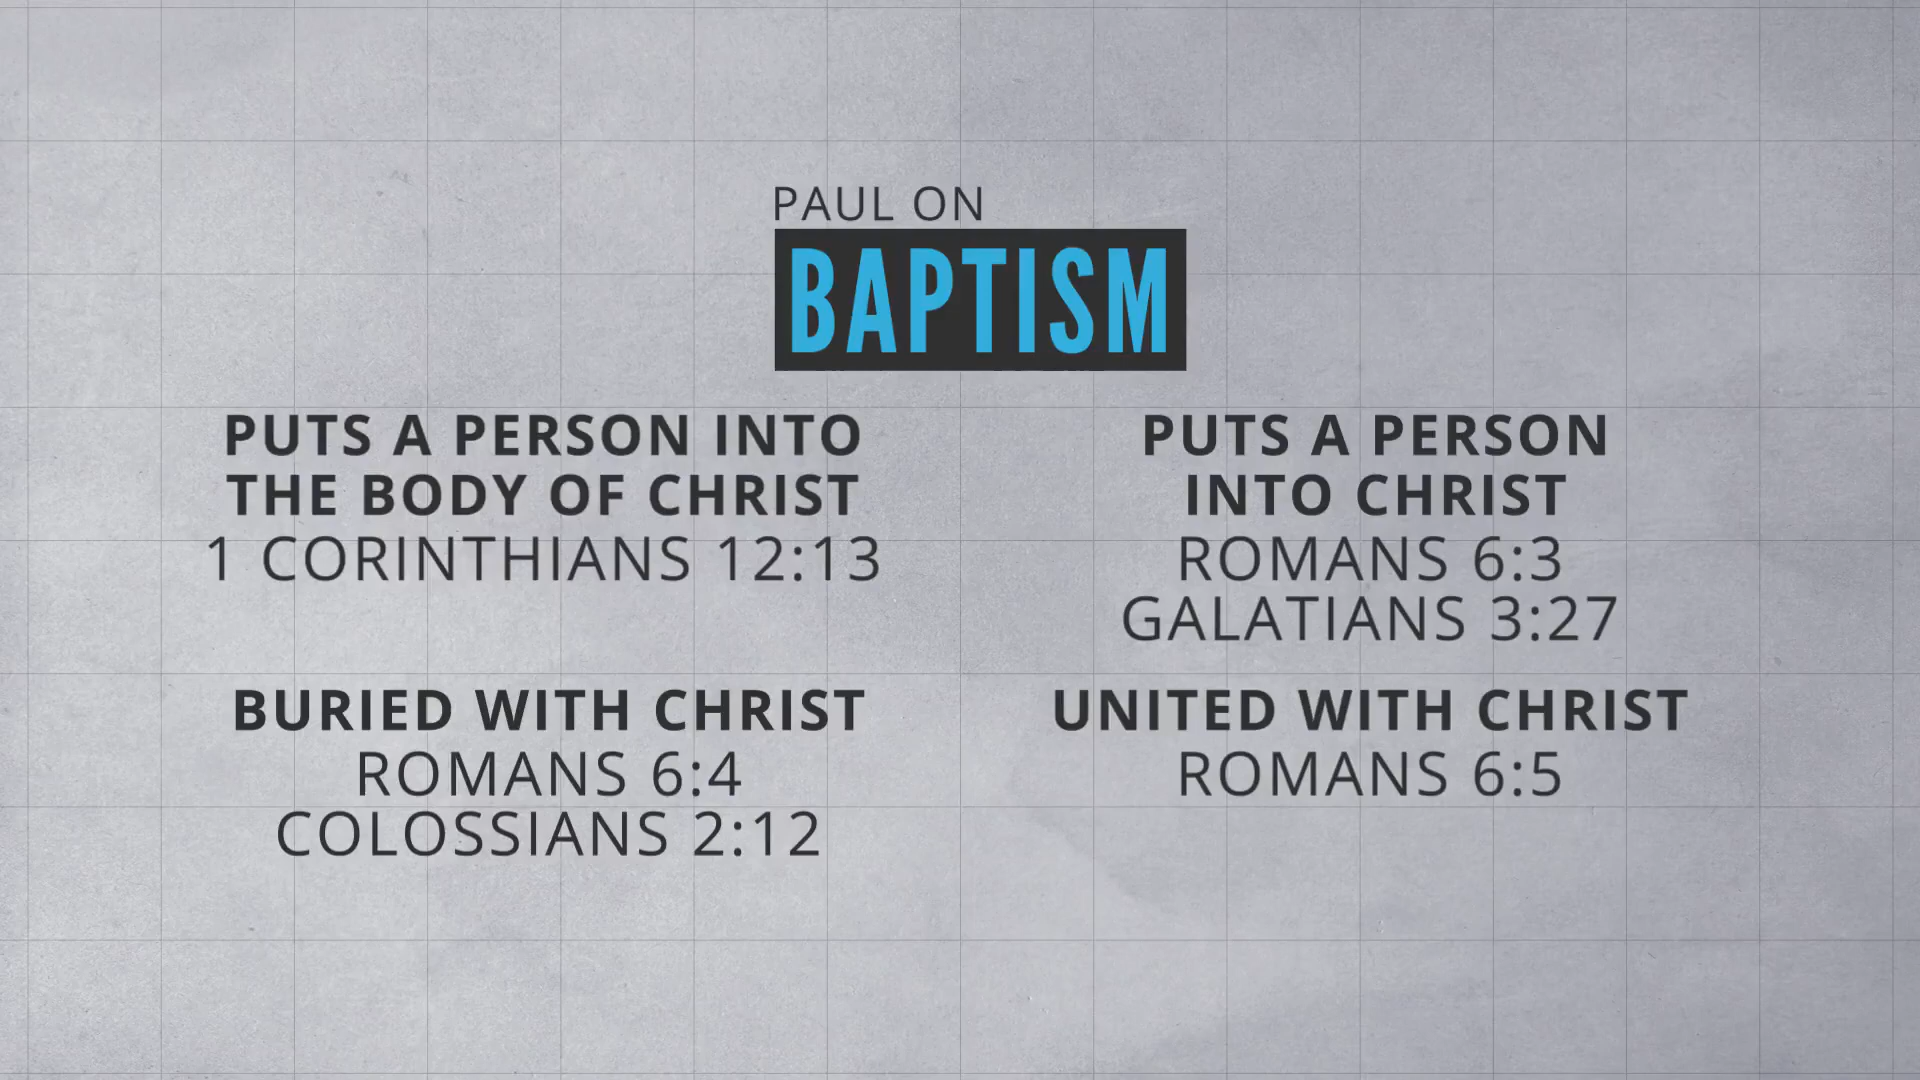 PAUL ON
BAPTISM
PUTS A PERSON INTO
THE BODY OF CHRIST
1 CORINTHIANS 12:13
PUTS A PERSON
INTO CHRIST
ROMANS 6:3
GALATIANS 3:27
BURIED WITH CHRIST
ROMANS 6:4
COLOSSIANS 2:12
UNITED WITH CHRIST
ROMANS 6:5